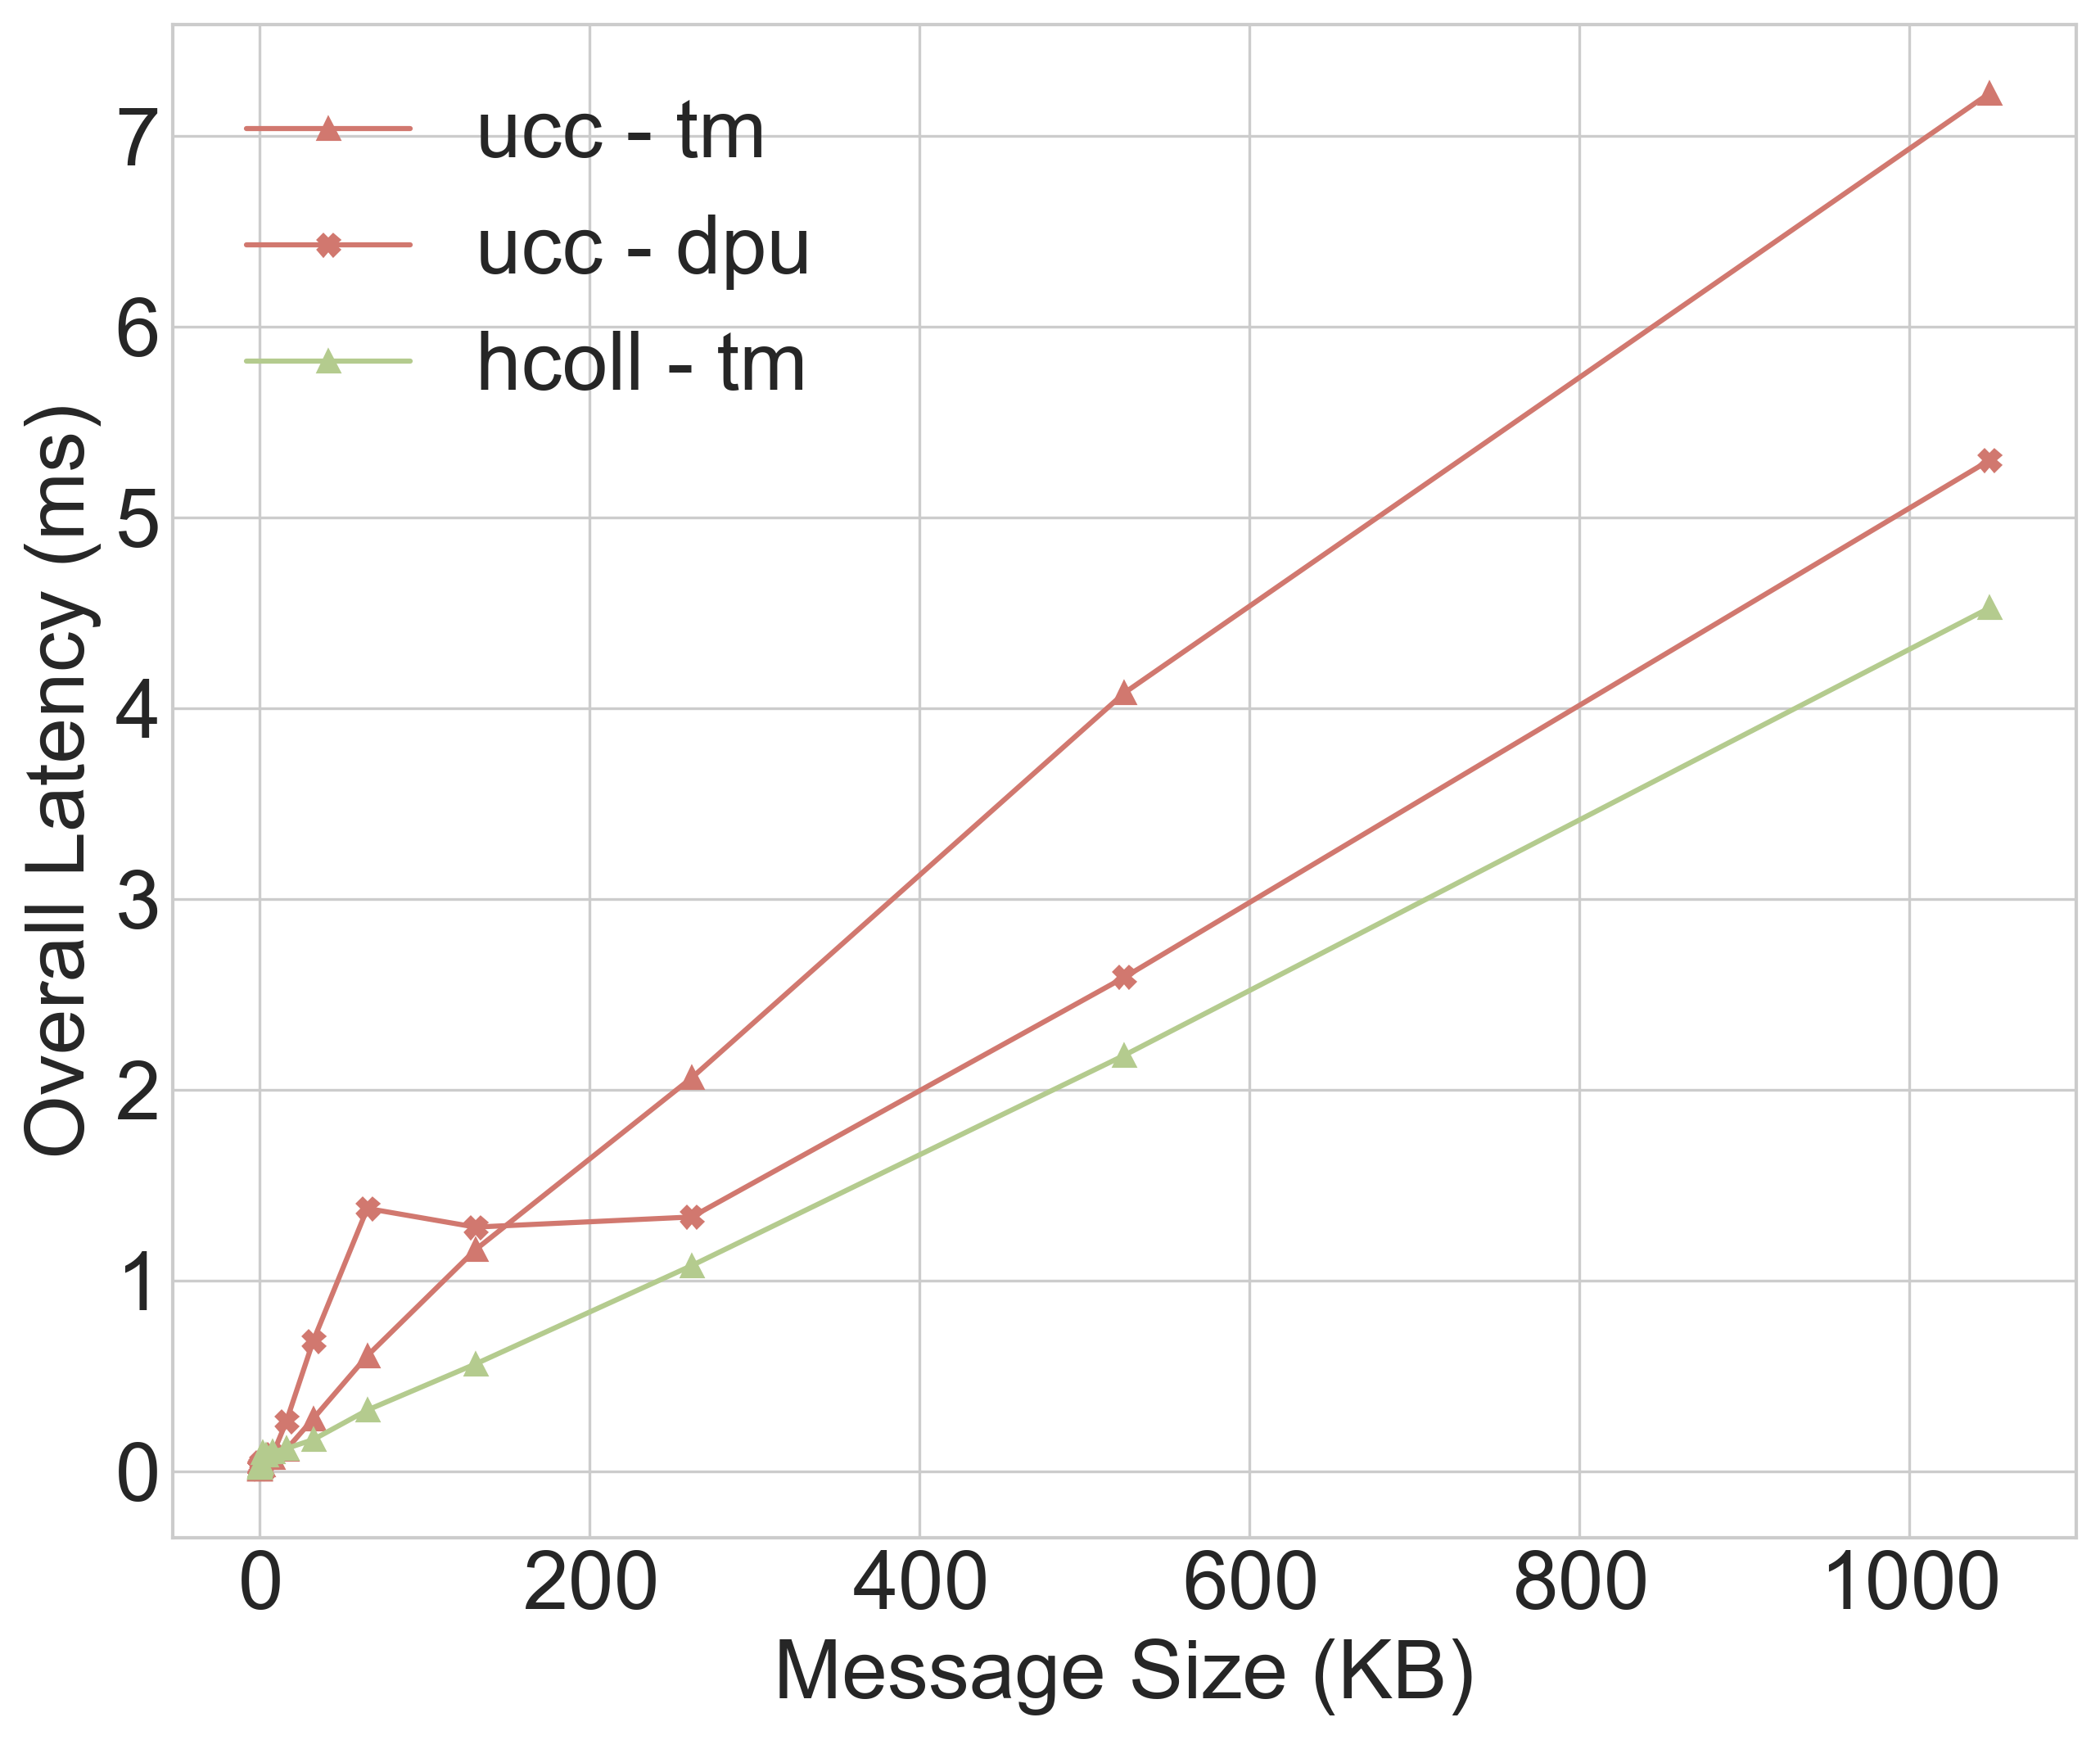 ucc - tm
ucc - dpu
hcoll - tm
7
6
5
4
3
2
1
0
Overall Latency (ms)
0 200 400 600 800 1000
Message Size (KB)